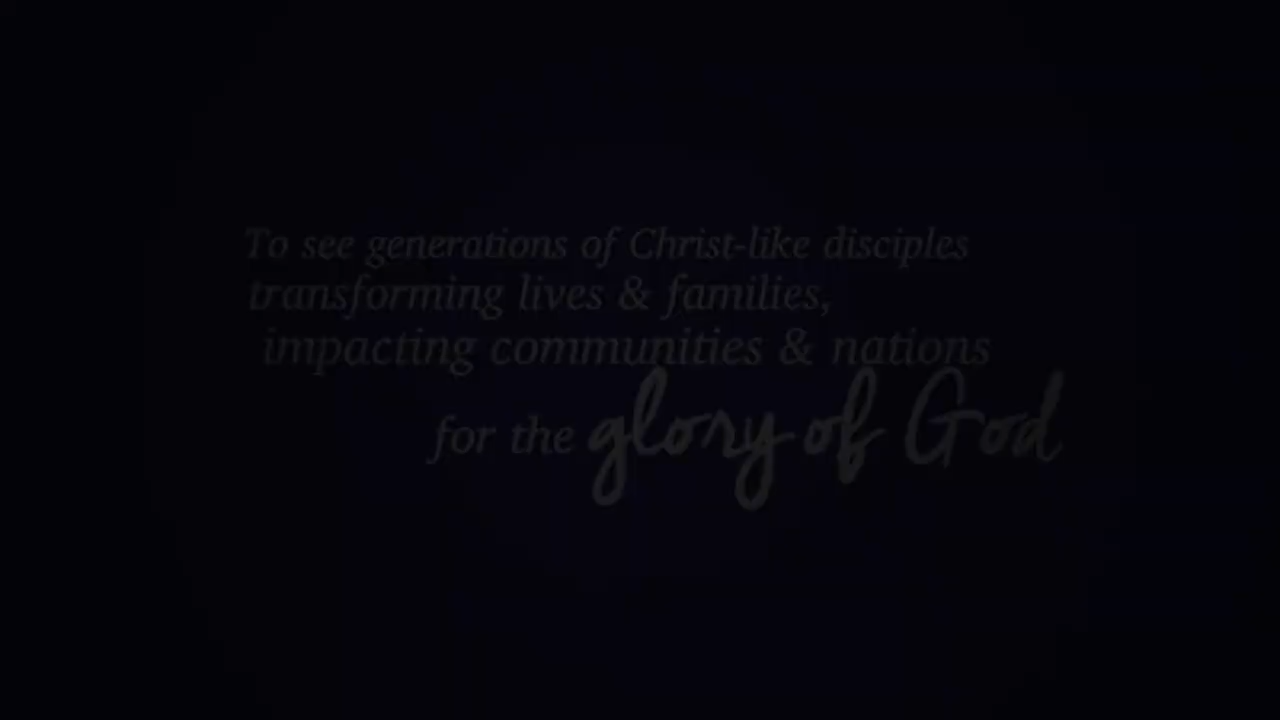 To see generations of Christ-like disciples
transforming lives & families,
impacting communities & nations
for the glory of God